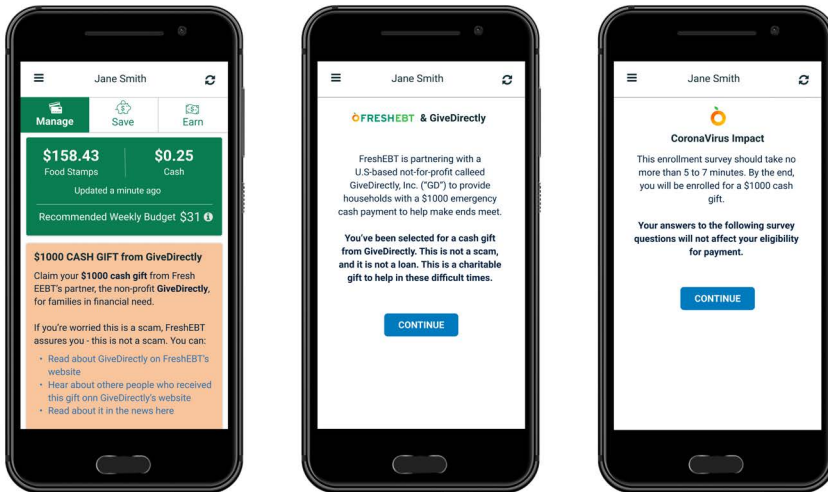 Jane Smith
Manage
Save
Earn
$158.43
$0.25
Food Stamps
Cash
Updated a minute ago
Recommended Weekly Budget $31
$1000 CASH GIFT from GiveDirectly
Claim your $1000 cash gift from Fresh
EEBT's partner, the non-profit GiveDirectly,
for families in financial need.
If you're worried this is a scam, FreshEBT
assures you - this is not a scam. You can:
• Read about GiveDirectly on FreshEBT's
website
• Hear about othere people who received
this gift onn GiveDirectly's website
• Read about it in the news here
Jane Smith
FRESHEBT & GiveDirectly
FreshEBT is partnering with a
U.S-based not-for-profit calleed
GiveDirectly, Inc. ("GD") to provide
households with a $1000 emergency
cash payment to help make ends meet.
You've been selected for a cash gift
from GiveDirectly. This is not a scam,
and it is not a loan. This is a charitable
gift to help in these difficult times.
CONTINUE
Jane Smith
CoronaVirus Impact
This enrollment survey should take no
more than 5 to 7 minutes. By the end,
you will be enrolled for a $1000 cash
gift.
Your answers to the following survey
questions will not affect your eligibility
for payment.
CONTINUE